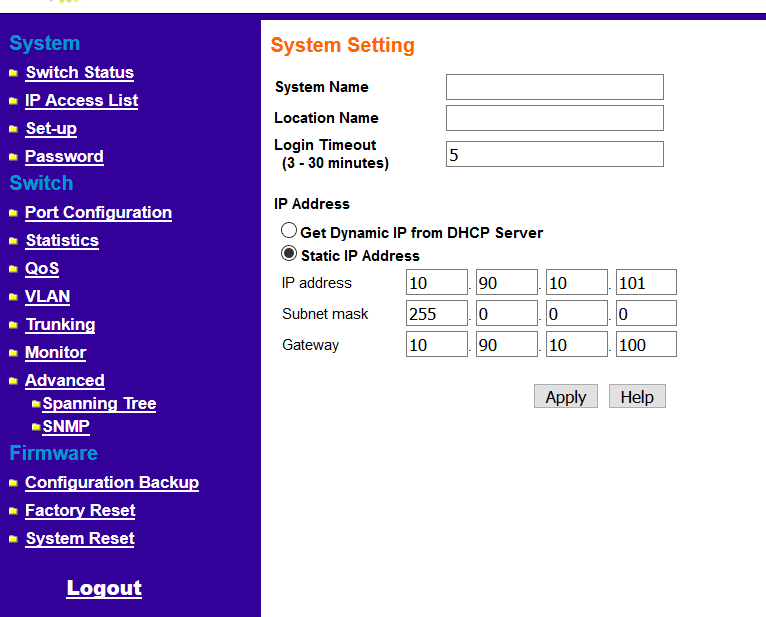 System
Switch Status
IP Access List
Set-up
Password
Switch
Port Configuration
Statistics
QoS
VLAN
Trunking
Monitor
Advanced
Spanning Tree
SNMP
Firmware
Configuration Backup
Factory Reset
System Reset
Logout
System Setting
System Name
Location Name
Login Timeout
(3 - 30 minutes) 5
IP Address
Get Dynamic IP from DHCP Server
Static IP Address
IP address 10 . 90 . 10 . 101
Subnet mask 255 . 0 . 0 . 0
Gateway 10 . 90 . 10 . 100
Apply Help